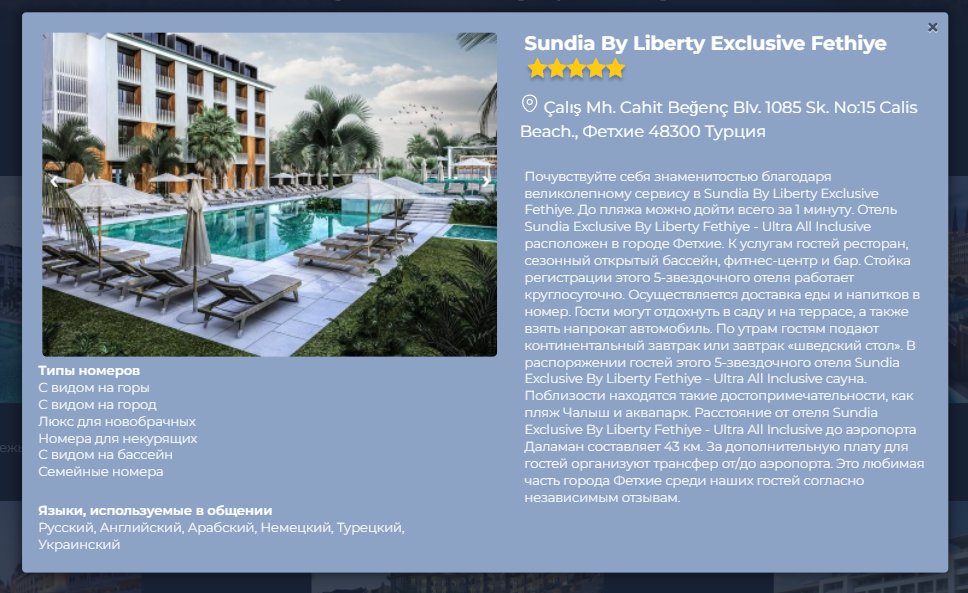 Sundia By Liberty Exclusive Fethiye
Çalış Mh. Cahit Beğenç Blv. 1085 Sk. No:15 Calis
Beach., Фетхие 48300 Турция
Почувствуйте себя знаменитостью благодаря
великолепному сервису в Sundia By Liberty Exclusive
Fethiye. До пляжа можно дойти всего за 1 минуту. Отель
Sundia Exclusive By Liberty Fethiye - Ultra All Inclusive
расположен в городе Фетхие. К услугам гостей ресторан,
сезонный открытый бассейн, фитнес-центр и бар. Стойка
регистрации этого 5-звездочного отеля работает
круглосуточно. Осуществляется доставка еды и напитков в
номер. Гости могут отдохнуть в саду и на террасе, а также
взять напрокат автомобиль. По утрам гостям подают
континентальный завтрак или завтрак «шведский стол». В
распоряжении гостей этого 5-звездочного отеля Sundia
Exclusive By Liberty Fethiye - Ultra All Inclusive сауна.
Поблизости находятся такие достопримечательности, как
пляж Чалыш и аквапарк. Расстояние от отеля Sundia
Exclusive By Liberty Fethiye - Ultra All Inclusive до аэропорта
Даламан составляет 43 км. За дополнительную плату для
гостей организуют трансфер от/до аэропорта. Это любимая
часть города Фетхие среди наших гостей согласно
независимым отзывам.
Типы номеров
С видом на горы
С видом на город
Люкс для новобрачных
Номера для некурящих
С видом на бассейн
Семейные номера
Языки, используемые в общении
Русский, Английский, Арабский, Немецкий, Турецкий,
Украинский